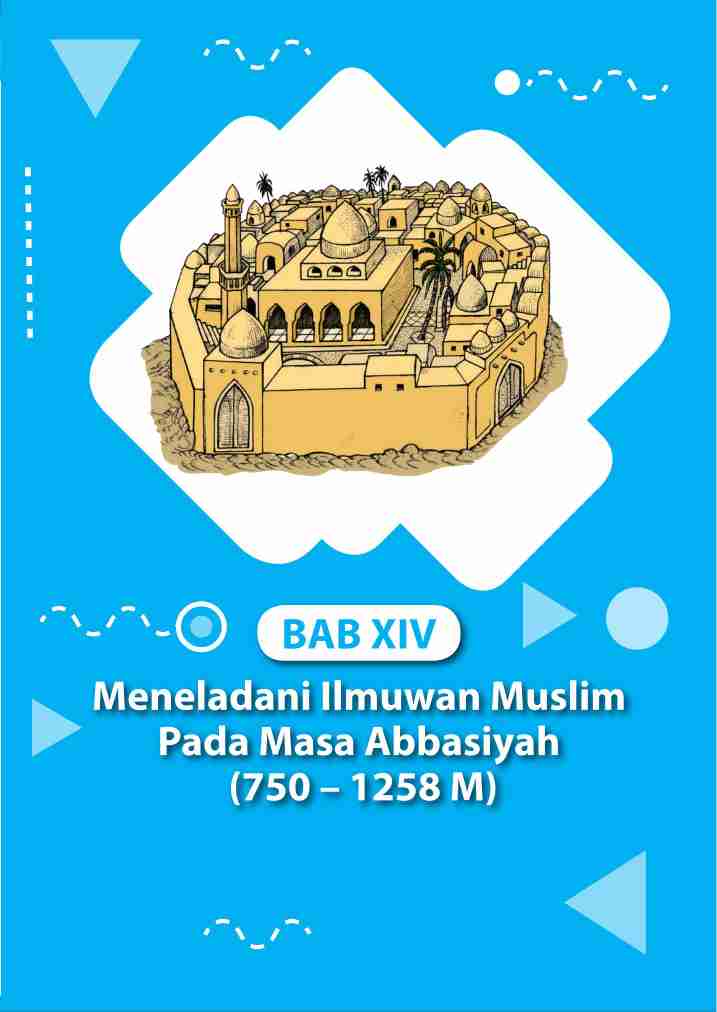 BAB XIV
Meneladani Ilmuwan Muslim
Pada Masa Abbasiyah
(750 – 1258 M)